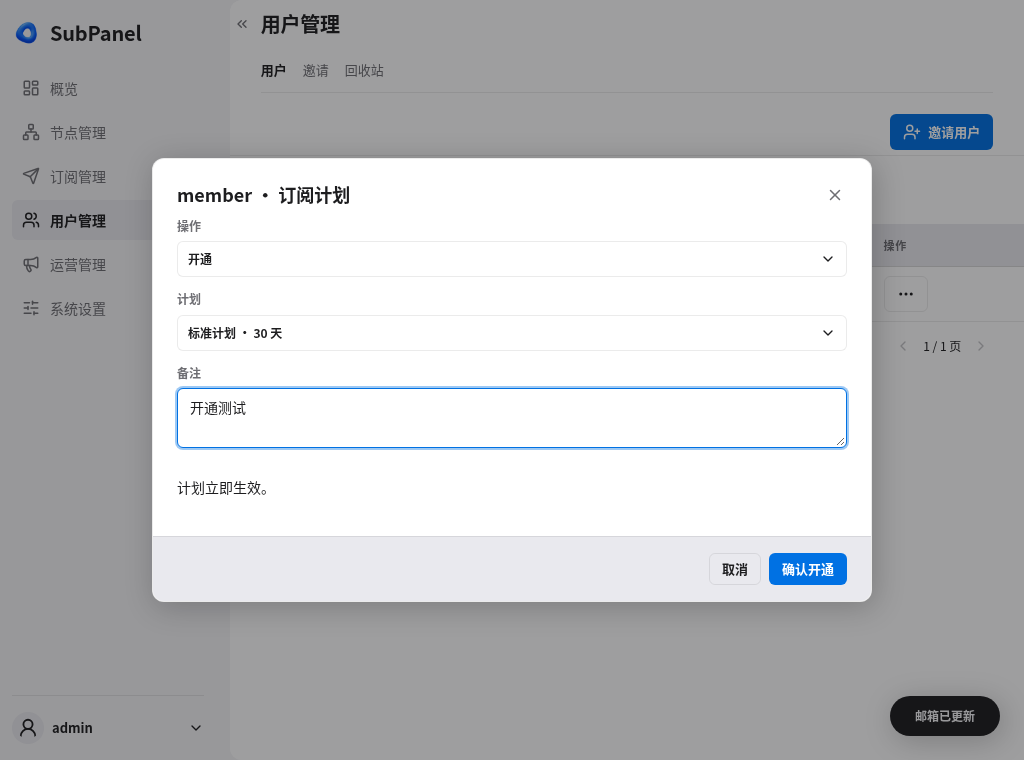 SubPanel
概览
节点管理
订阅管理
用户管理
运营管理
系统设置
admin
用户管理
用户 邀请 回收站
邀请用户
操作
1 / 1 页
member • 订阅计划
操作
开通
计划
标准计划 • 30 天
备注
开通测试
计划立即生效。
取消 确认开通
邮箱已更新